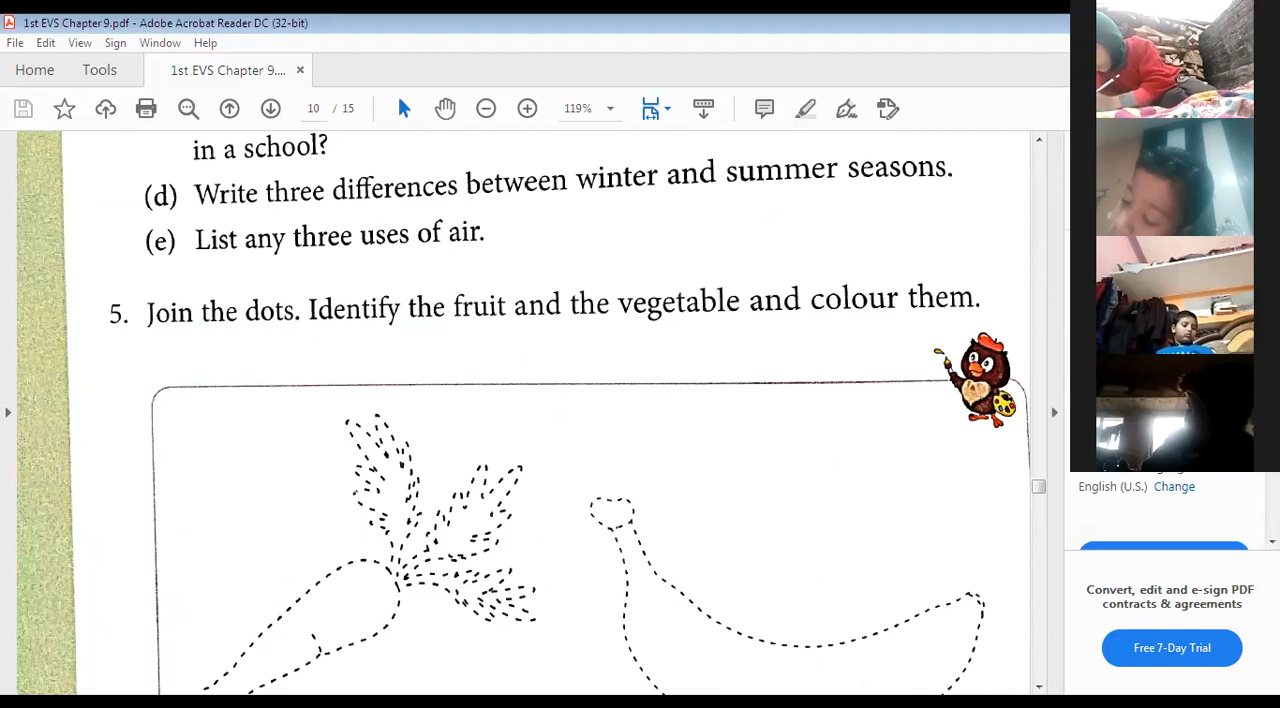 1st EVS Chapter 9.pdf - Adobe Acrobat Reader DC (32-bit)
File Edit View Sign Window Help
Home Tools 1st EVS Chapter 9.... ×
10 / 15 119%
in a school?
(d) Write three differences between winter and summer seasons.
(e) List any three uses of air.
5. Join the dots. Identify the fruit and the vegetable and colour them.
English (U.S.) Change
Convert, edit and e-sign PDF
contracts & agreements
Free 7-Day Trial